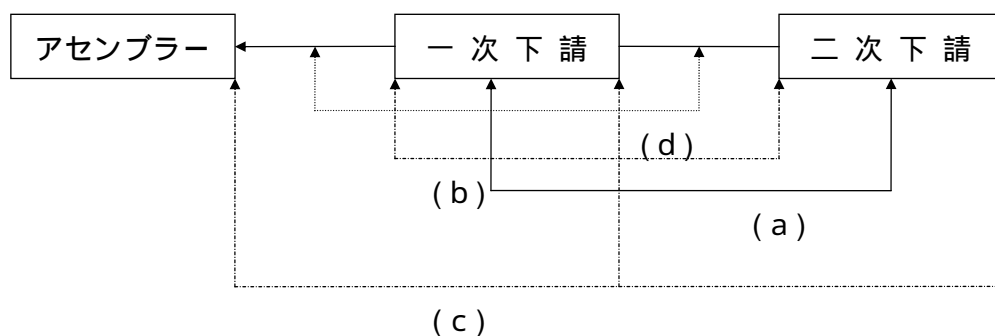 アセンブラー
一 次 下 請
二 次 下 請
(d)
(b)
(a)
(c)